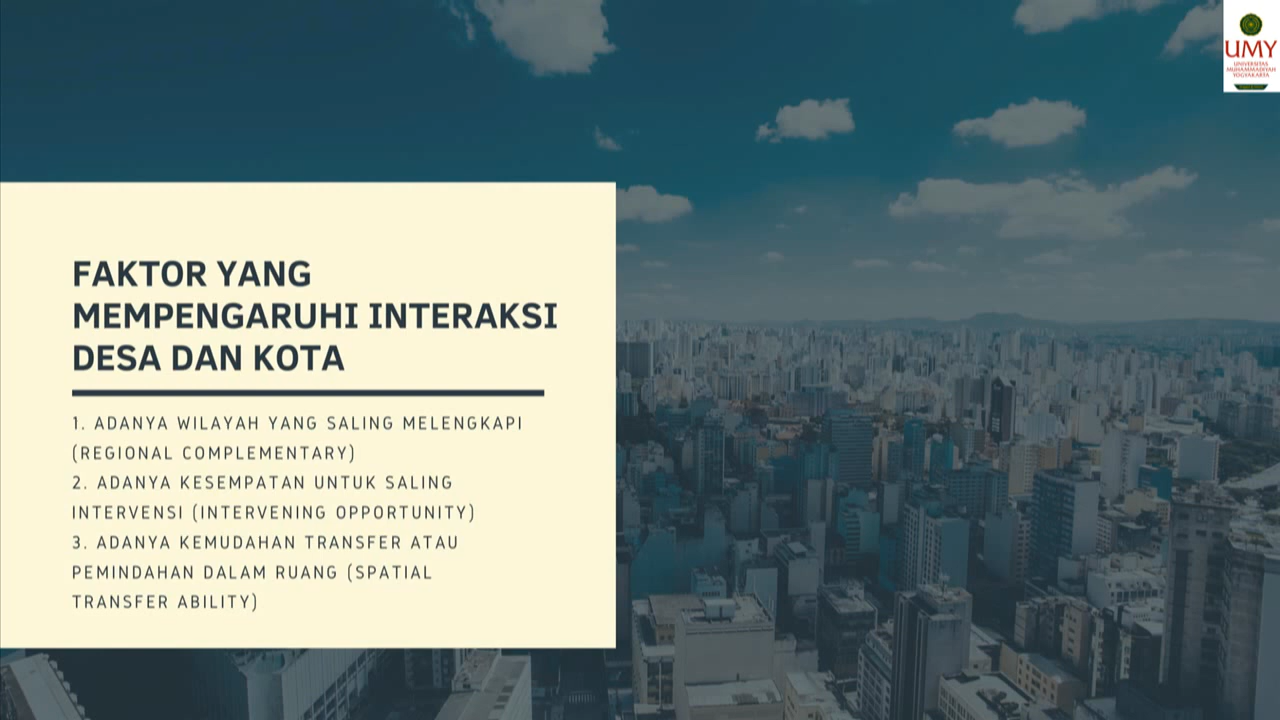 UMY
UNIVERSITAS
MUHAMMADIYAH
YOGYAKARTA
FAKTOR YANG
MEMPENGARUHI INTERAKSI
DESA DAN KOTA
1. ADANYA WILAYAH YANG SALING MELENGKAPI
(REGIONAL COMPLEMENTARY)
2. ADANYA KESEMPATAN UNTUK SALING
INTERVENSI (INTERVENING OPPORTUNITY)
3. ADANYA KEMUDAHAN TRANSFER ATAU
PEMINDAHAN DALAM RUANG (SPATIAL
TRANSFER ABILITY)